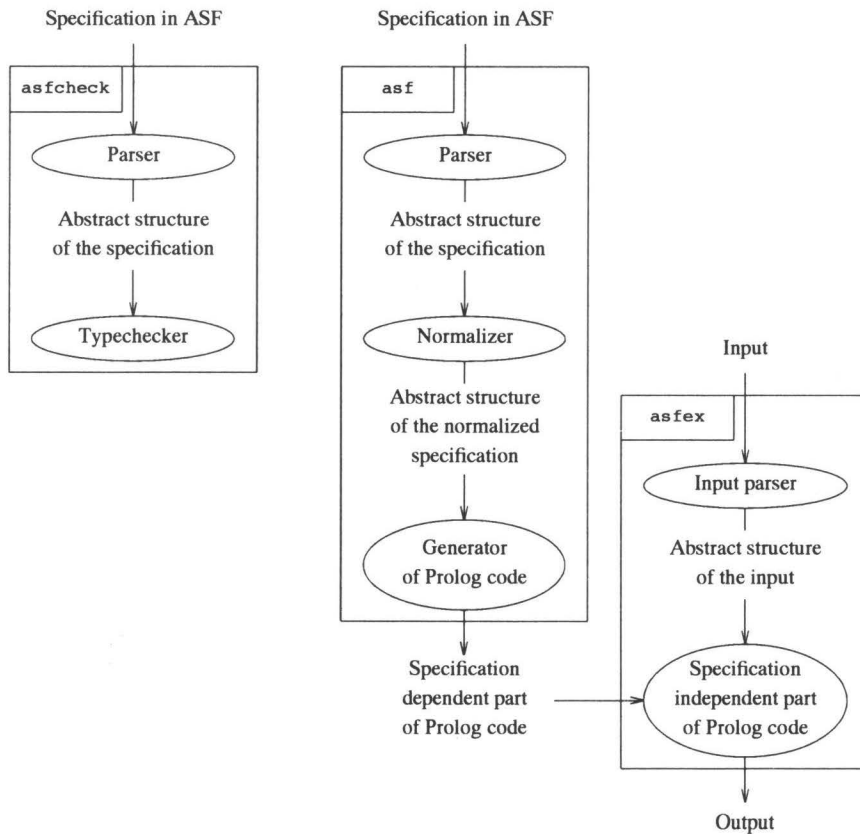 Specification in ASF
asfcheck
Parser
Abstract structure
of the specification
Typechecker
Specification in ASF
asf
Parser
Abstract structure
of the specification
Normalizer
Abstract structure
of the normalized
specification
Generator
of Prolog code
Specification
dependent part
of Prolog code
Input
asfex
Input parser
Abstract structure
of the input
Specification
independent part
of Prolog code
Output